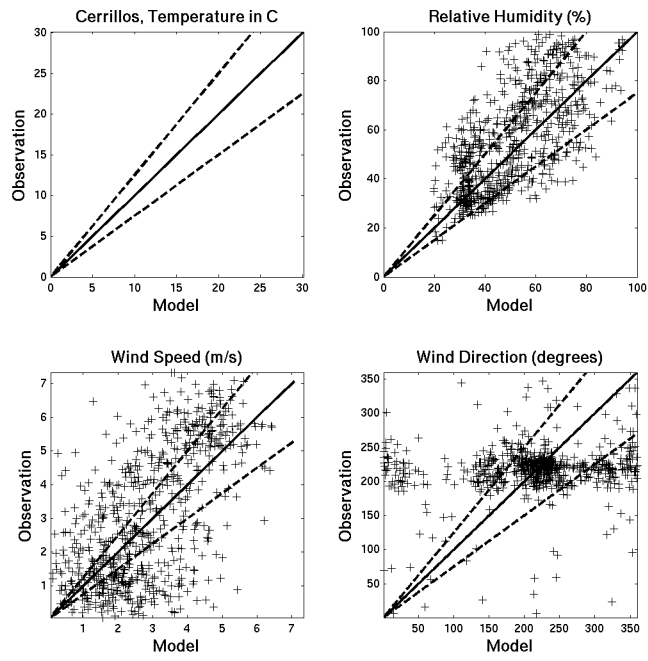 Cerrillos, Temperature in C
30
25
20
15
10
5
0
0 5 10 15 20 25 30
Observation
Model
Relative Humidity (%)
100
80
60
40
20
0
0 20 40 60 80 100
Observation
Model
Wind Speed (m/s)
7
6
5
4
3
2
1
1 2 3 4 5 6 7
Observation
Model
Wind Direction (degrees)
350
300
250
200
150
100
50
50 100 150 200 250 300 350
Observation
Model